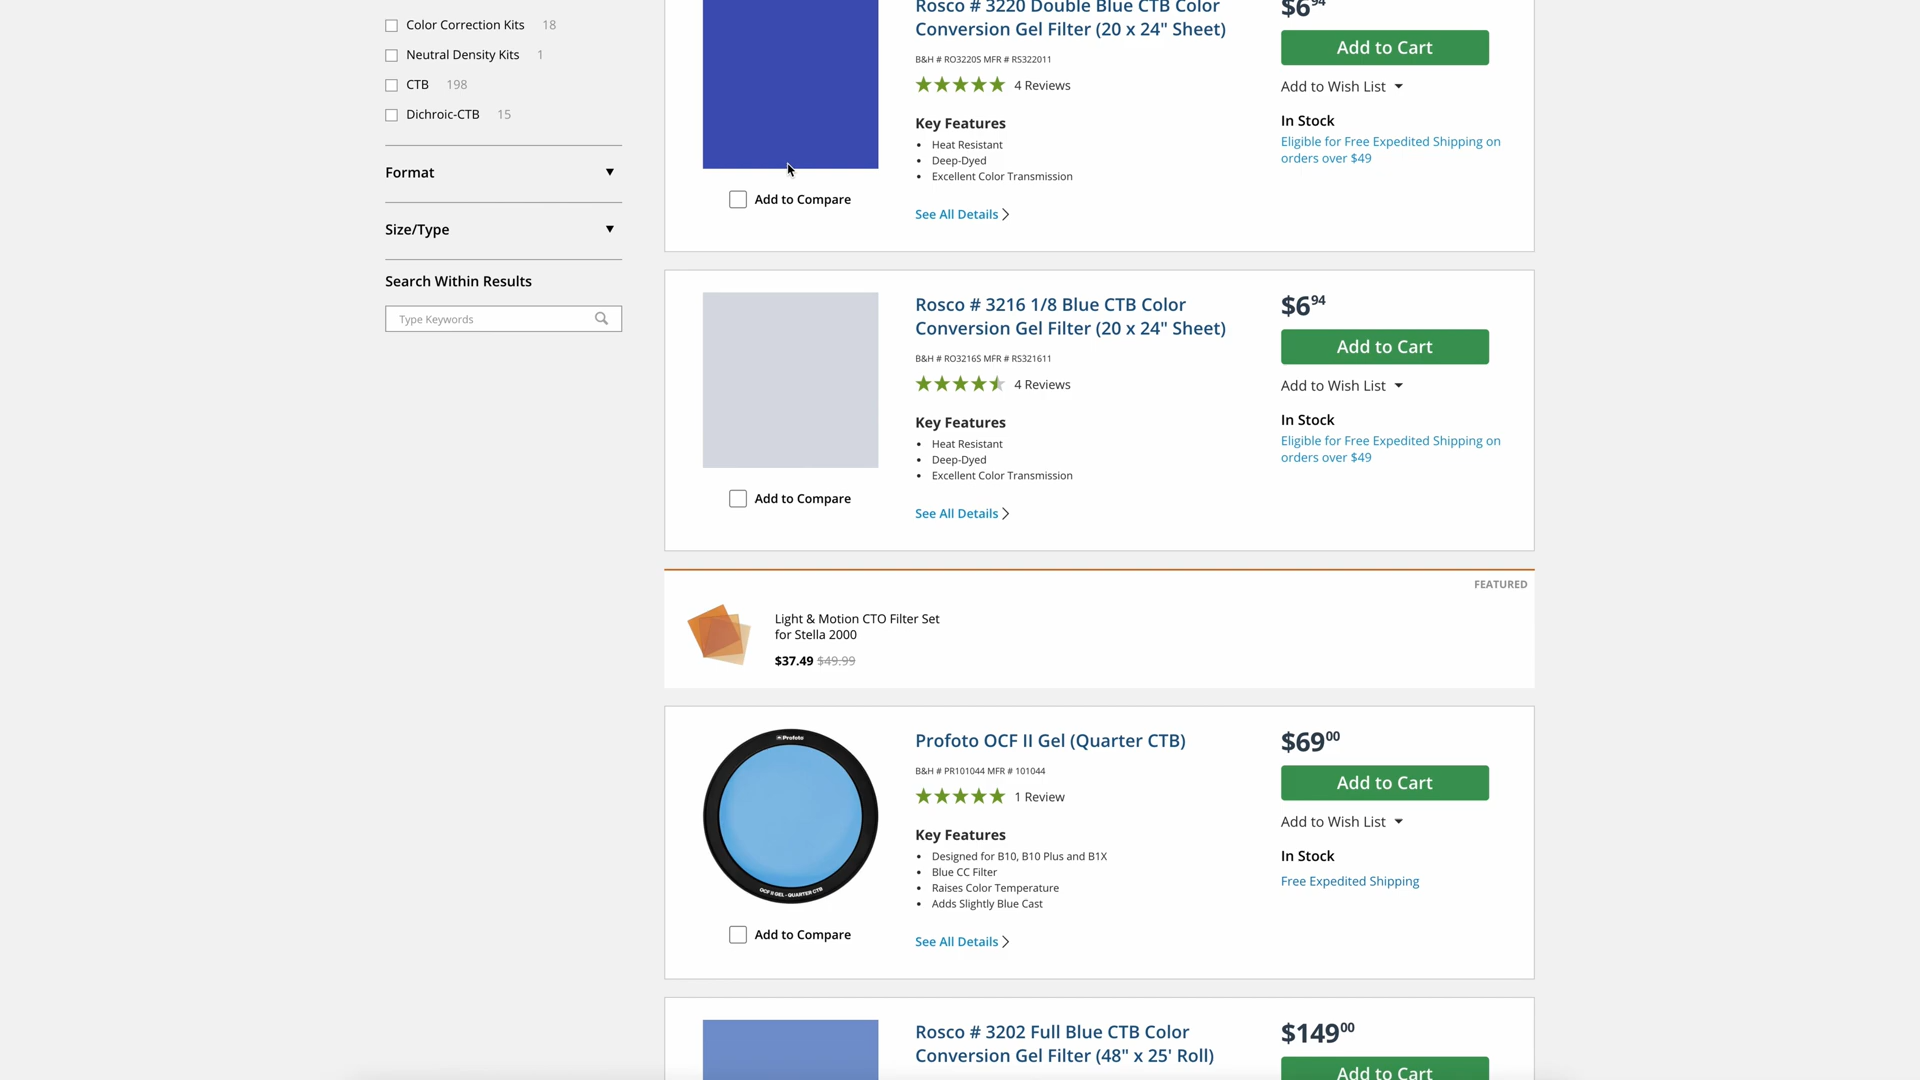 Color Correction Kits 18
Neutral Density Kits 1
CTB 198
Dichroic-CTB 15
Format
Size/Type
Search Within Results
Type Keywords
Rosco # 3220 Double Blue CTB Color
Conversion Gel Filter (20 x 24" Sheet)
B&H # RO3220S MFR # RS322011
4 Reviews
Key Features
• Heat Resistant
• Deep-Dyed
• Excellent Color Transmission
See All Details
Add to Compare
$6.94
Add to Cart
Add to Wish List
In Stock
Eligible for Free Expedited Shipping on
orders over $49
Rosco # 3216 1/8 Blue CTB Color
Conversion Gel Filter (20 x 24" Sheet)
B&H # RO3216S MFR # RS321611
4 Reviews
Key Features
• Heat Resistant
• Deep-Dyed
• Excellent Color Transmission
See All Details
Add to Compare
$694
Add to Cart
Add to Wish List
In Stock
Eligible for Free Expedited Shipping on
orders over $49
FEATURED
Light & Motion CTO Filter Set
for Stella 2000
$37.49 $49.99
Profoto
OCF II GEL - QUARTER CTB
Profoto OCF II Gel (Quarter CTB)
B&H # PR101044 MFR # 101044
1 Review
Key Features
• Designed for B10, B10 Plus and B1X
• Blue CC Filter
• Raises Color Temperature
• Adds Slightly Blue Cast
See All Details
Add to Compare
$6900
Add to Cart
Add to Wish List
In Stock
Free Expedited Shipping
Rosco # 3202 Full Blue CTB Color
Conversion Gel Filter (48" x 25' Roll)
$14900
Add to Cart